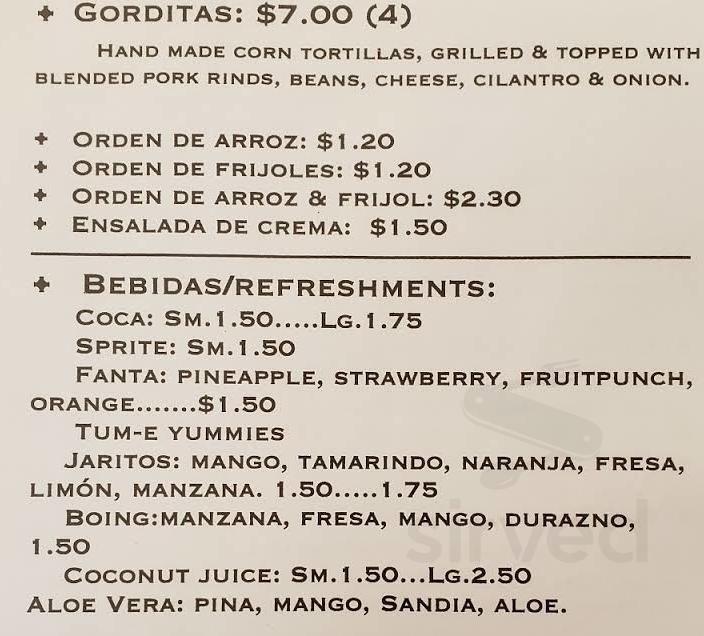 ✦ GORDITAS: $7.00 (4)
HAND MADE CORN TORTILLAS, GRILLED & TOPPED WITH
BLENDED PORK RINDS, BEANS, CHEESE, CILANTRO & ONION.
✦ ORDEN DE ARROZ: $1.20
✦ ORDEN DE FRIJOLES: $1.20
✦ ORDEN DE ARROZ & FRIJOL: $2.30
✦ ENSALADA DE CREMA: $1.50
✦ BEBIDAS/REFRESHMENTS:
COCA: SM.1.50.....LG.1.75
SPRITE: SM.1.50
FANTA: PINEAPPLE, STRAWBERRY, FRUITPUNCH,
ORANGE.......$1.50
TUM-E YUMMIES
JARITOS: MANGO, TAMARINDO, NARANJA, FRESA,
LIMÓN, MANZANA. 1.50.....1.75
BOING:MANZANA, FRESA, MANGO, DURAZNO,
1.50
sirved
COCONUT JUICE: SM.1.50...LG.2.50
ALOE VERA: PINA, MANGO, SANDIA, ALOE.